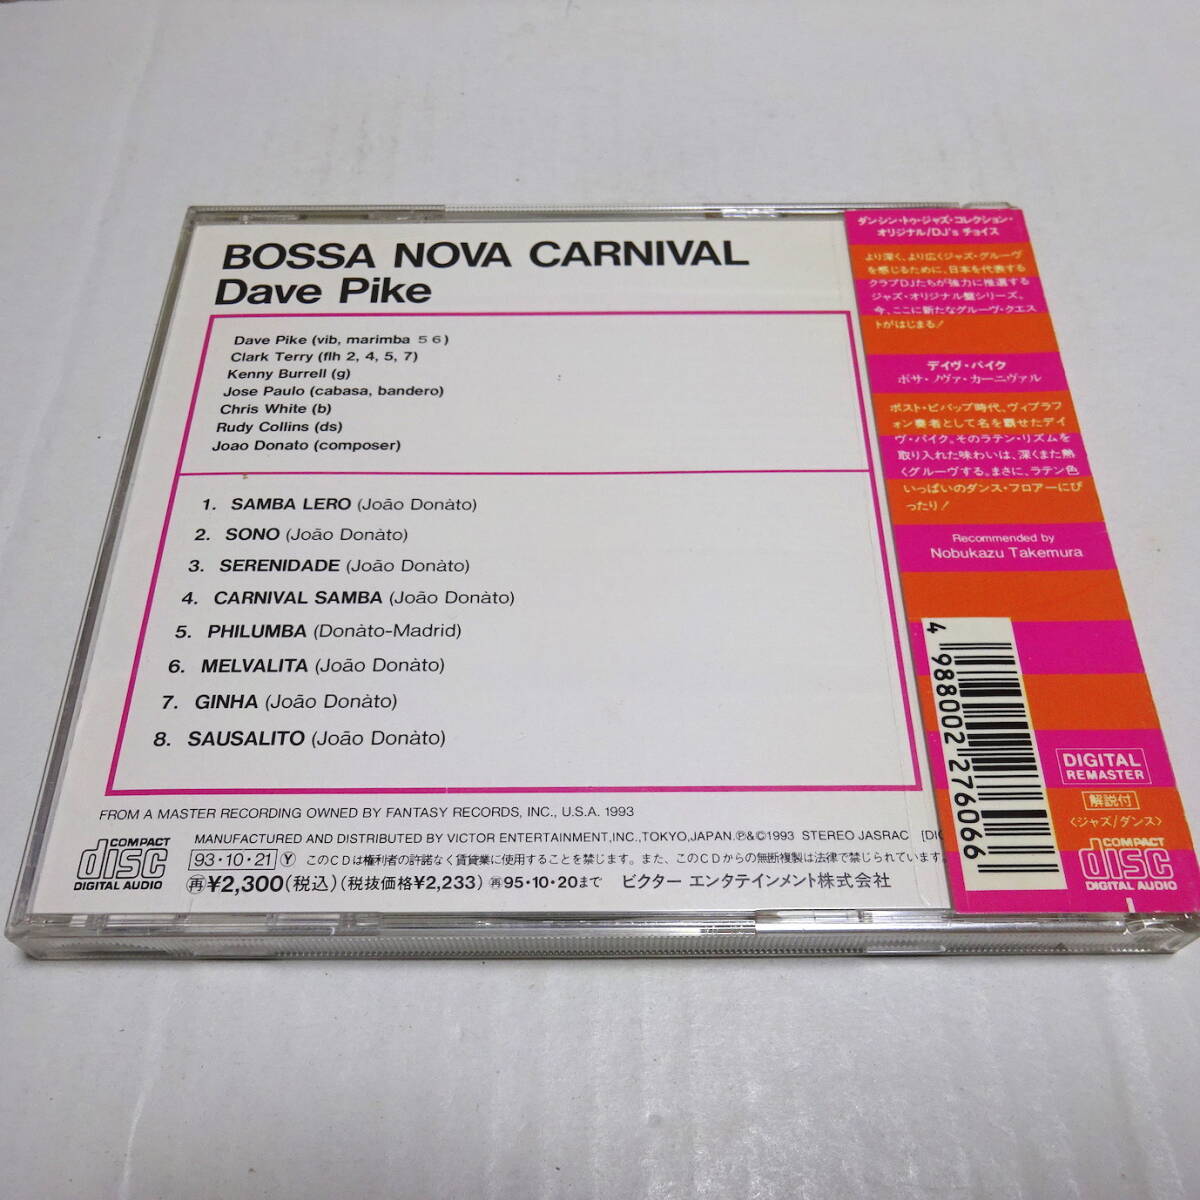 BOSSA NOVA CARNIVAL
Dave Pike
Dave Pike (vib, marimba 5 6)
Clark Terry (flh 2, 4, 5, 7)
Kenny Burrell (g)
Jose Paulo (cabasa, bandero)
Chris White (b)
Rudy Collins (ds)
Joao Donato (composer)
1. SAMBA LERO (João Donàto)
2. SONO (João Donàto)
3. SERENIDADE (João Donàto)
4. CARNIVAL SAMBA (João Donàto)
5. PHILUMBA (Donàto-Madrid)
6. MELVALITA (João Donàto)
7. GINHA (João Donàto)
8. SAUSALITO (João Donàto)
FROM A MASTER RECORDING OWNED BY FANTASY RECORDS, INC., U.S.A. 1993
COMPACT disc DIGITAL AUDIO
MANUFACTURED AND DISTRIBUTED BY VICTOR ENTERTAINMENT,INC.,TOKYO,JAPAN.Ⓟ&©1993 STEREO JASRAC [DI
93・10・21 Ⓨ このCDは権利者の許諾なく賃貸業に使用することを禁じます。また、このCDからの無断複製は法律で禁じられています。
再¥2,300(税込)(税抜価格¥2,233) 再95・10・20まで ビクター エンタテインメント株式会社
ダンシン・トゥ・ジャズ・コレクション・
オリジナル/DJ's チョイス
より深く、より広くジャズ・グルーヴ
を感じるために、日本を代表する
クラブDJたちが強力に推選する
ジャズ・オリジナル盤シリーズ。
今、ここに新たなグルーヴ・クエス
トがはじまる!
デイヴ・パイク
ボサ・ノヴァ・カーニヴァル
ポスト・ビバップ時代、ヴィブラフ
ォン奏者として名を覇せたデイ
ヴ・パイク。そのラテン・リズムを
取り入れた味わいは、深くまた熱
くグルーヴする。まさに、ラテン色
いっぱいのダンス・フロアーにぴ
ったり!
Recommended by
Nobukazu Takemura
4 988002 276066
DIGITAL
REMASTER
解説付
〈ジャズ/ダンス〉
COMPACT disc DIGITAL AUDIO